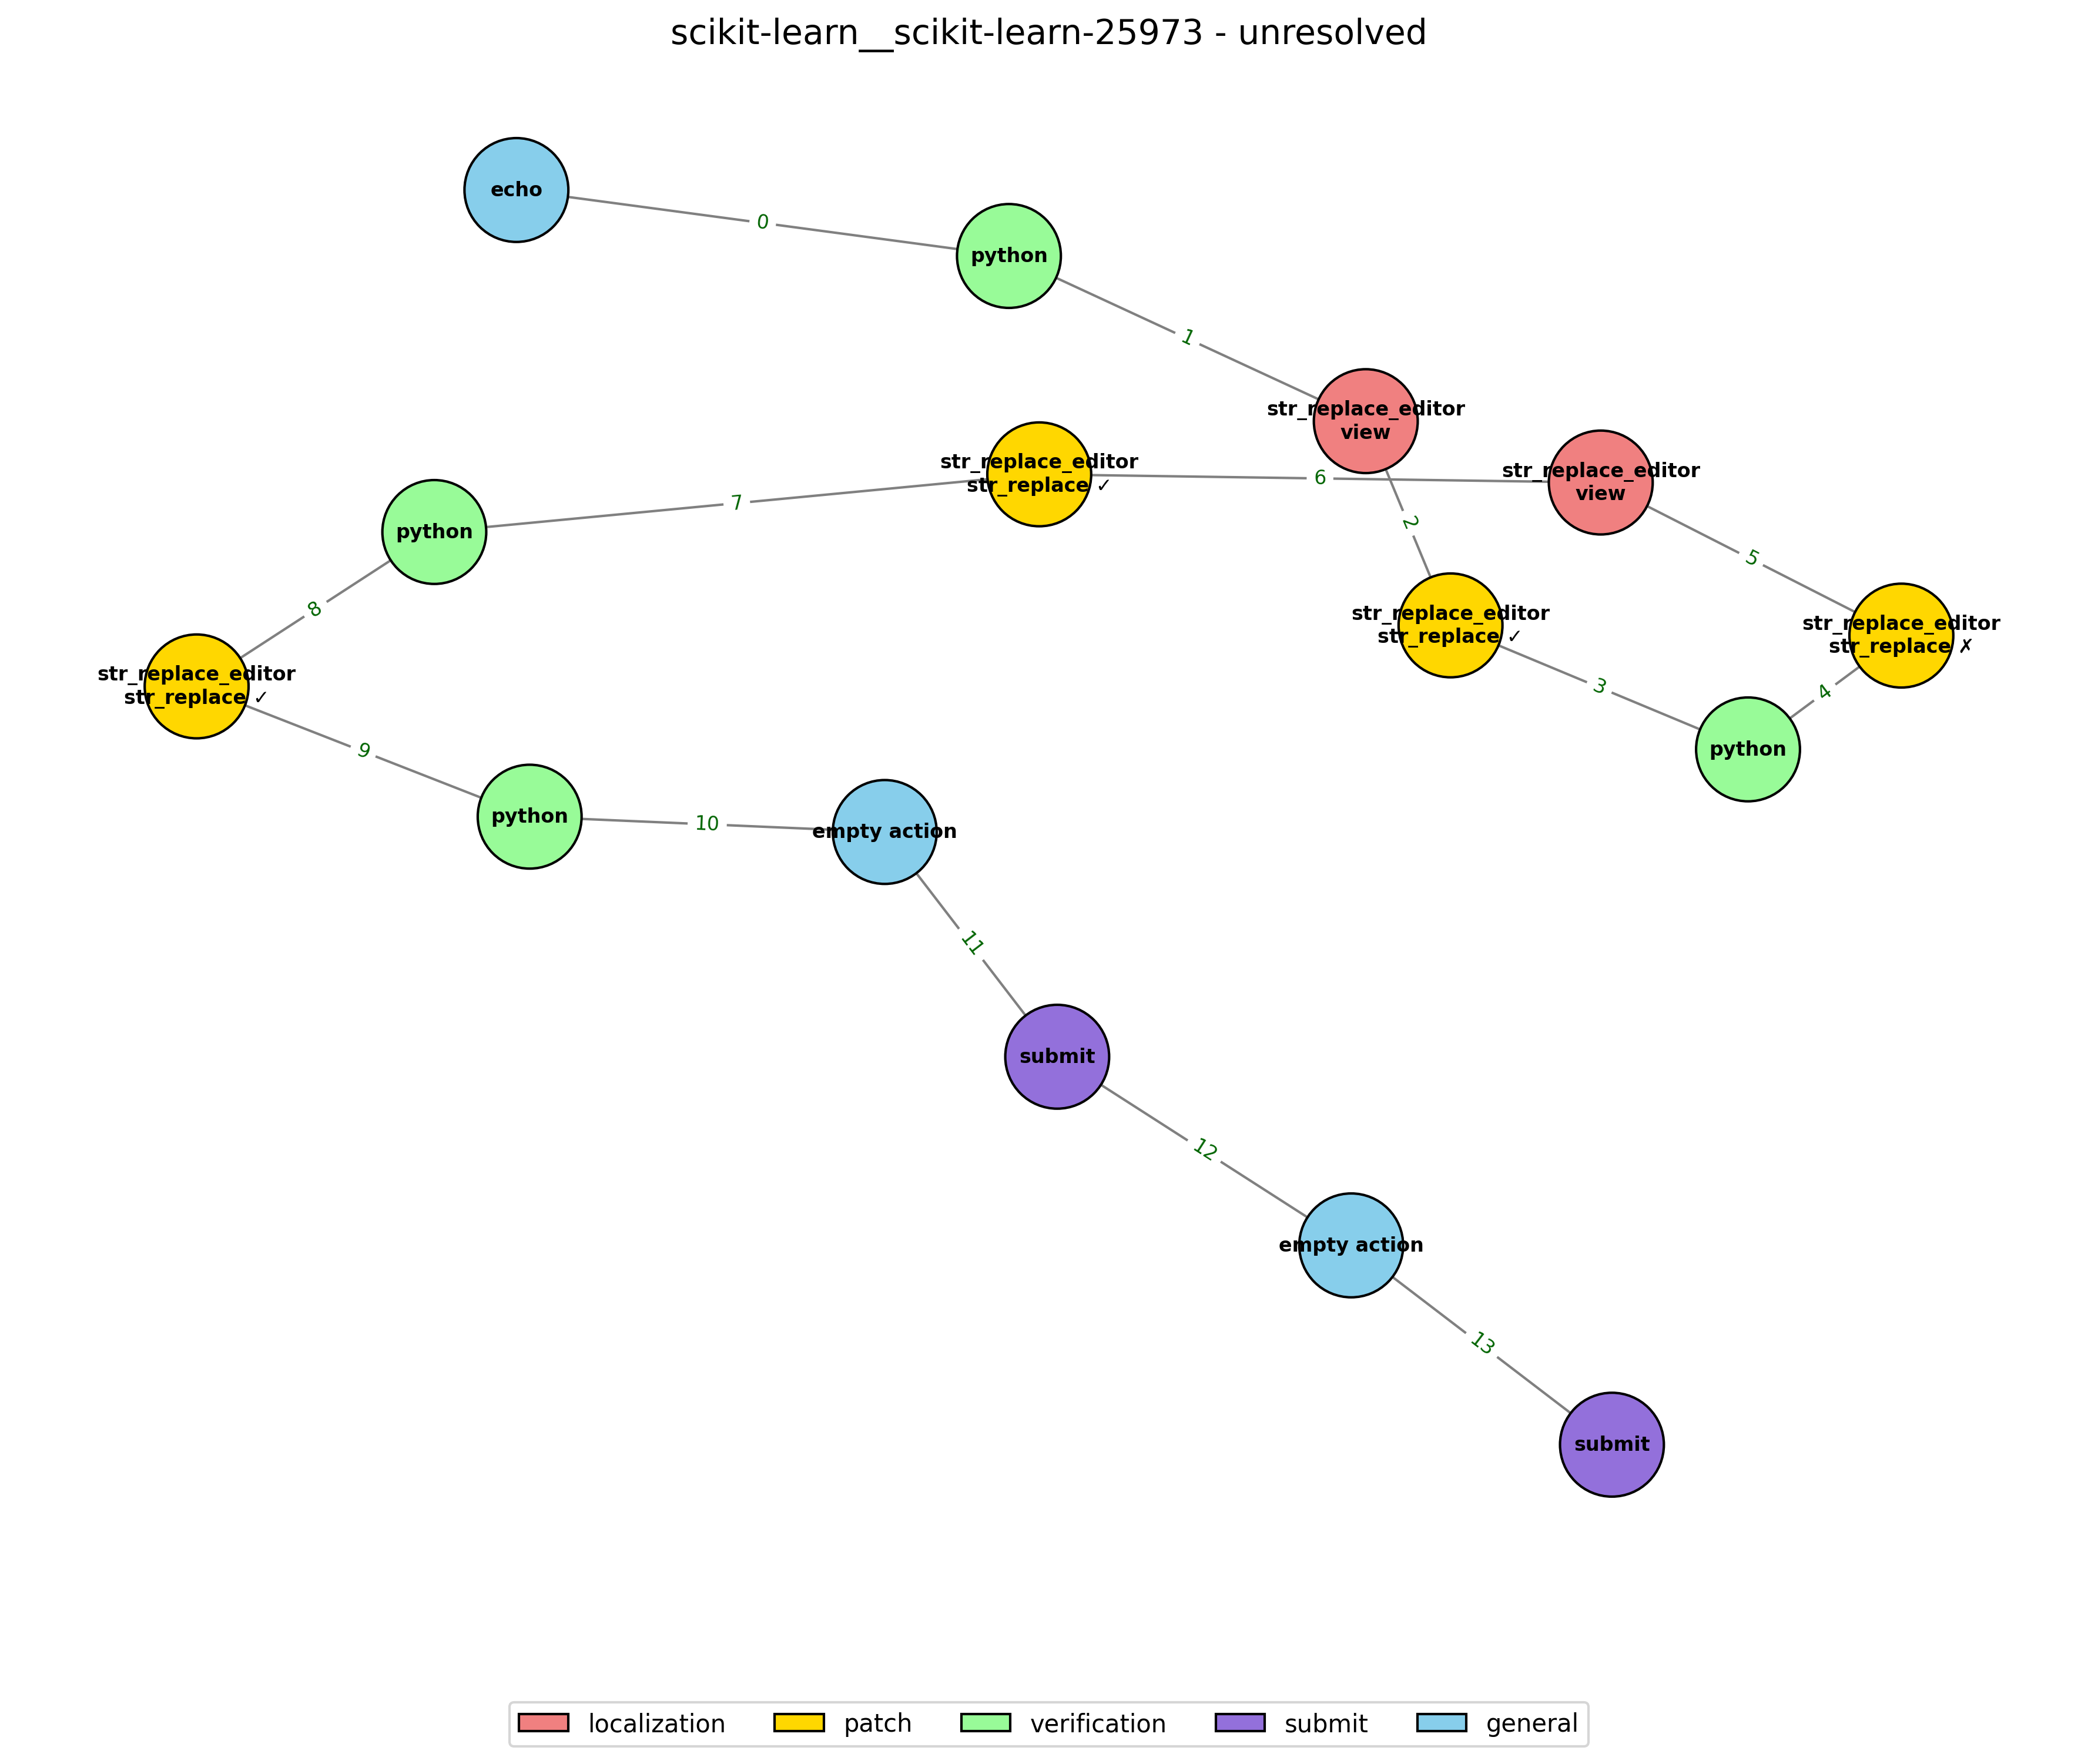 scikit-learn__scikit-learn-25973 - unresolved
echo
0
python
1
str_replace_editor
view
2
str_replace_editor
str_replace ✓
3
python
4
str_replace_editor
str_replace ✗
5
str_replace_editor
view
6
str_replace_editor
str_replace ✓
7
python
8
str_replace_editor
str_replace ✓
9
python
10
empty action
11
submit
12
empty action
13
submit
localization
patch
verification
submit
general